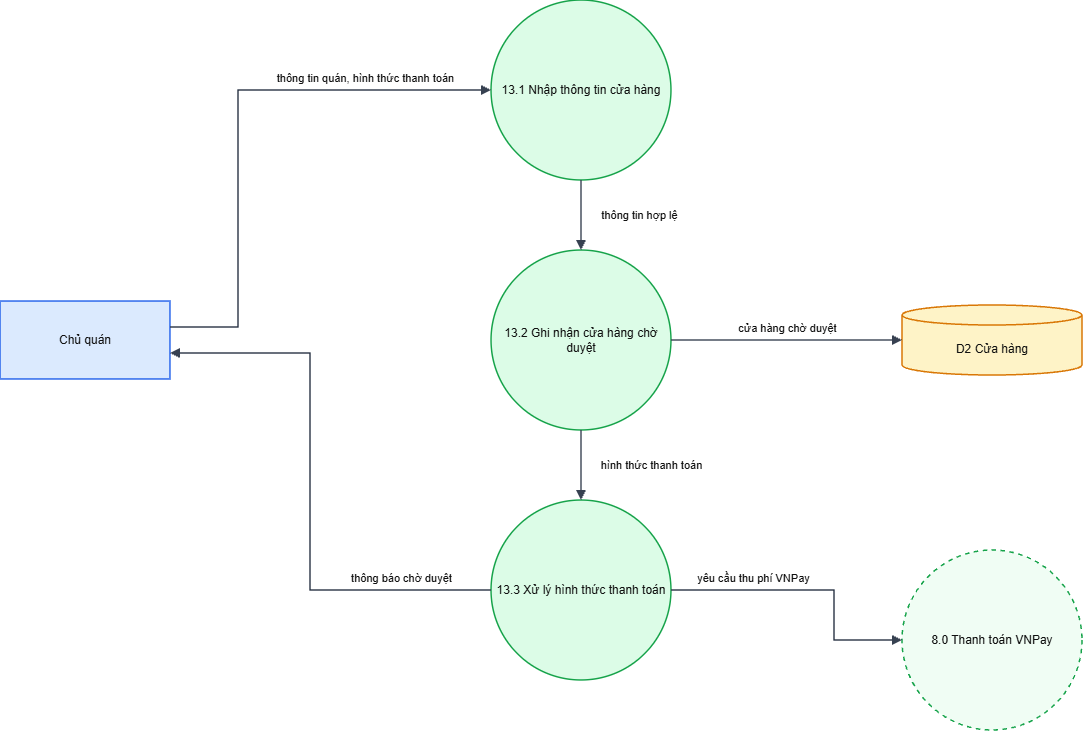 thông tin quán, hình thức thanh toán
13.1 Nhập thông tin cửa hàng
thông tin hợp lệ
Chủ quán
13.2 Ghi nhận cửa hàng chờ
duyệt
cửa hàng chờ duyệt
D2 Cửa hàng
hình thức thanh toán
thông báo chờ duyệt
13.3 Xử lý hình thức thanh toán
yêu cầu thu phí VNPay
8.0 Thanh toán VNPay